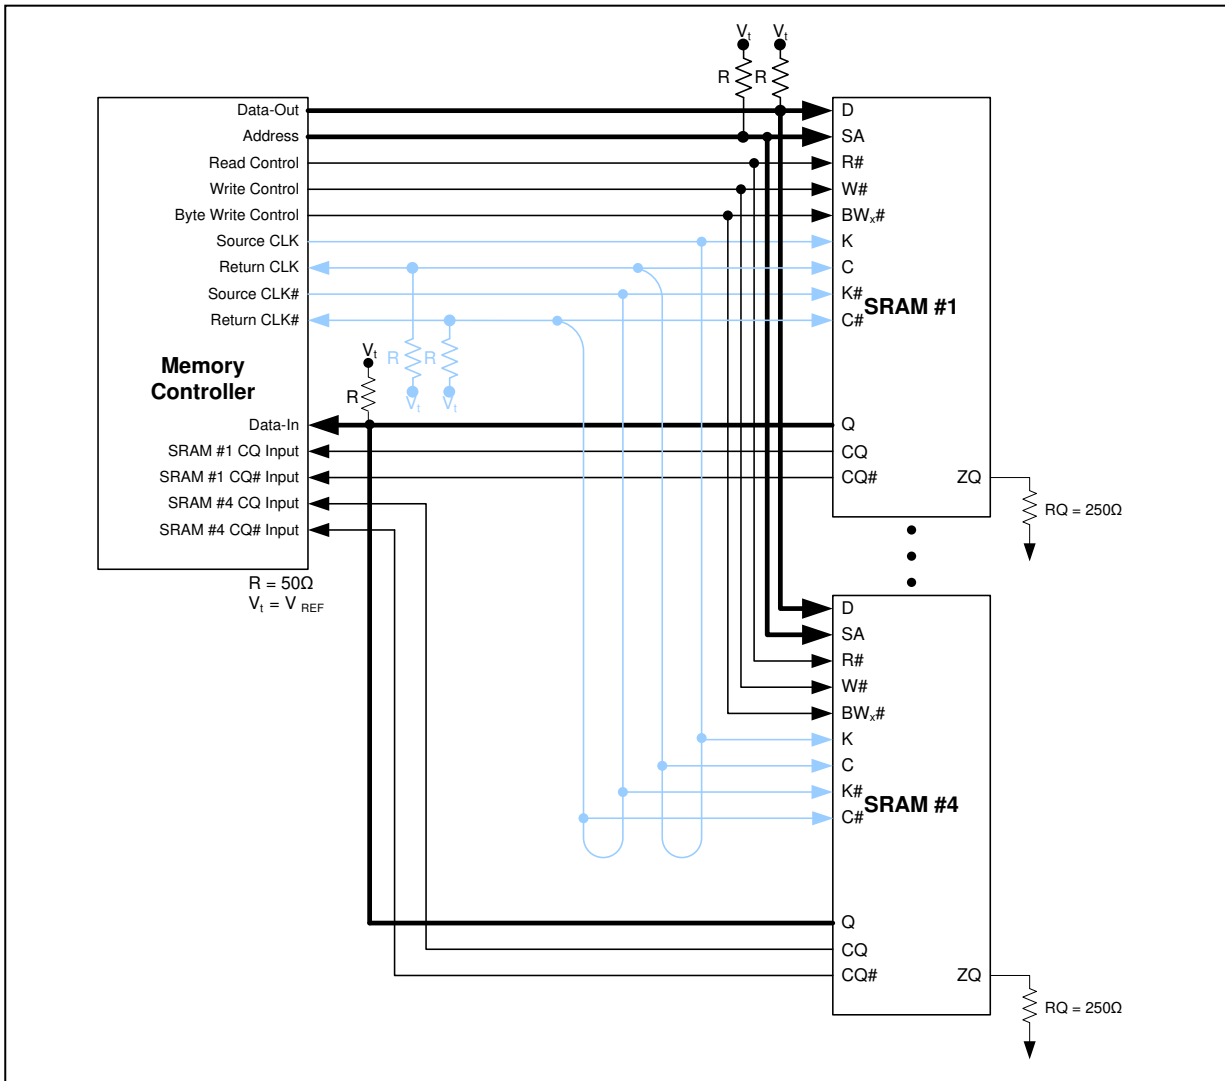 Vt Vt
R R
Data-Out
Address
Read Control
Write Control
Byte Write Control
Source CLK
Return CLK
Source CLK#
Return CLK#
Memory
Controller
Data-In
SRAM #1 CQ Input
SRAM #1 CQ# Input
SRAM #4 CQ Input
SRAM #4 CQ# Input
R = 50Ω
Vt = V REF
Vt
R
R R
Vt Vt
D
SA
R#
W#
BWx#
K
C
K#
C#
SRAM #1
Q
CQ
CQ#
ZQ
RQ = 250Ω
D
SA
R#
W#
BWx#
K
C
K#
C#
SRAM #4
Q
CQ
CQ#
ZQ
RQ = 250Ω